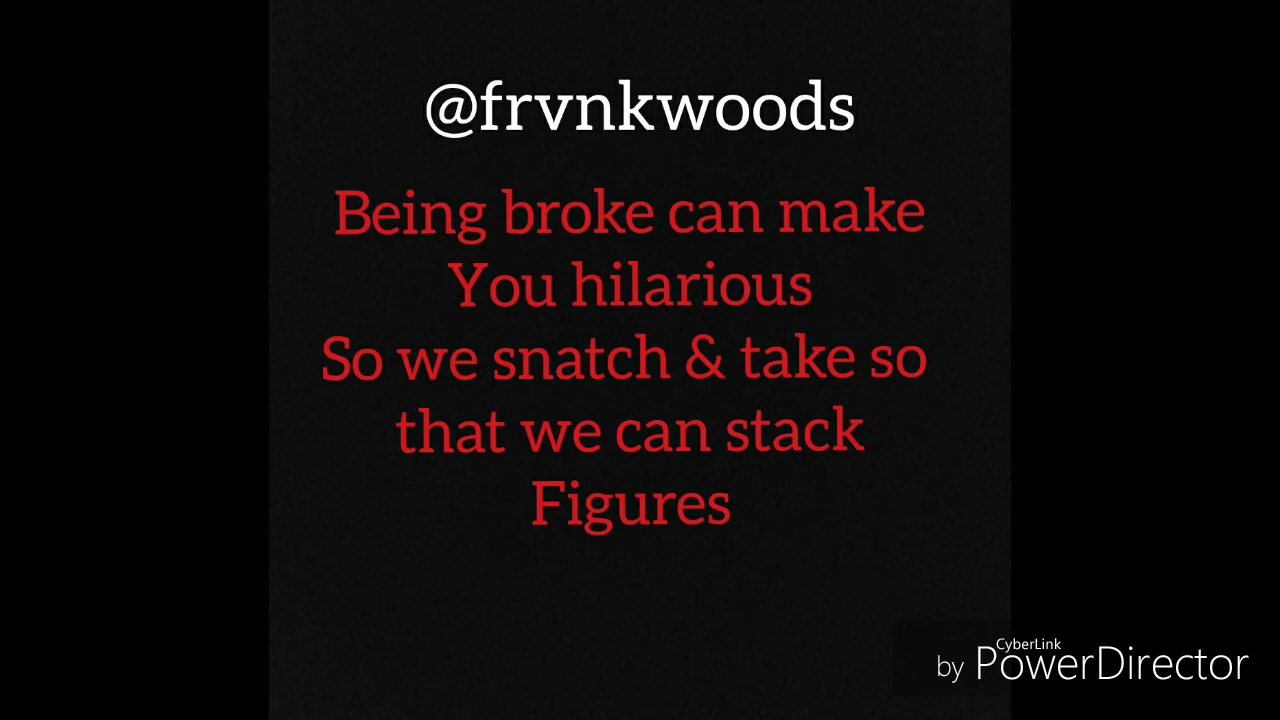 @frvnkwoods
Being broke can make
You hilarious
So we snatch & take so
that we can stack
Figures
CyberLink
by PowerDirector